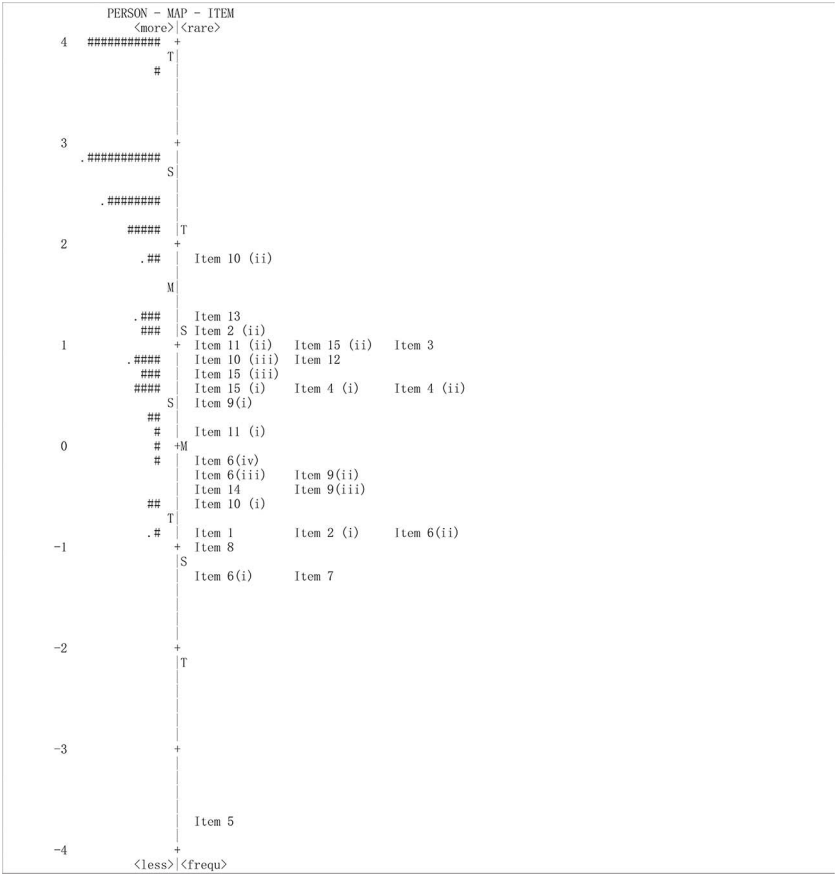 PERSON - MAP - ITEM
<more>|<rare>
4 ########### +
T|
# |
3 +
.########### |
S|
.######## |
##### |T
2 +
.## | Item 10 (ii)
M|
.### | Item 13
### |S Item 2 (ii)
1 + Item 11 (ii) Item 15 (ii) Item 3
.#### | Item 10 (iii) Item 12
### | Item 15 (iii)
#### | Item 15 (i) Item 4 (i) Item 4 (ii)
S| Item 9(i)
## |
# | Item 11 (i)
0 # +M
# | Item 6(iv)
| Item 6(iii) Item 9(ii)
| Item 14 Item 9(iii)
## | Item 10 (i)
T|
.# | Item 1 Item 2 (i) Item 6(ii)
-1 + Item 8
|S
| Item 6(i) Item 7
-2 +
|T
-3 +
| Item 5
-4 +
<less>|<frequ>